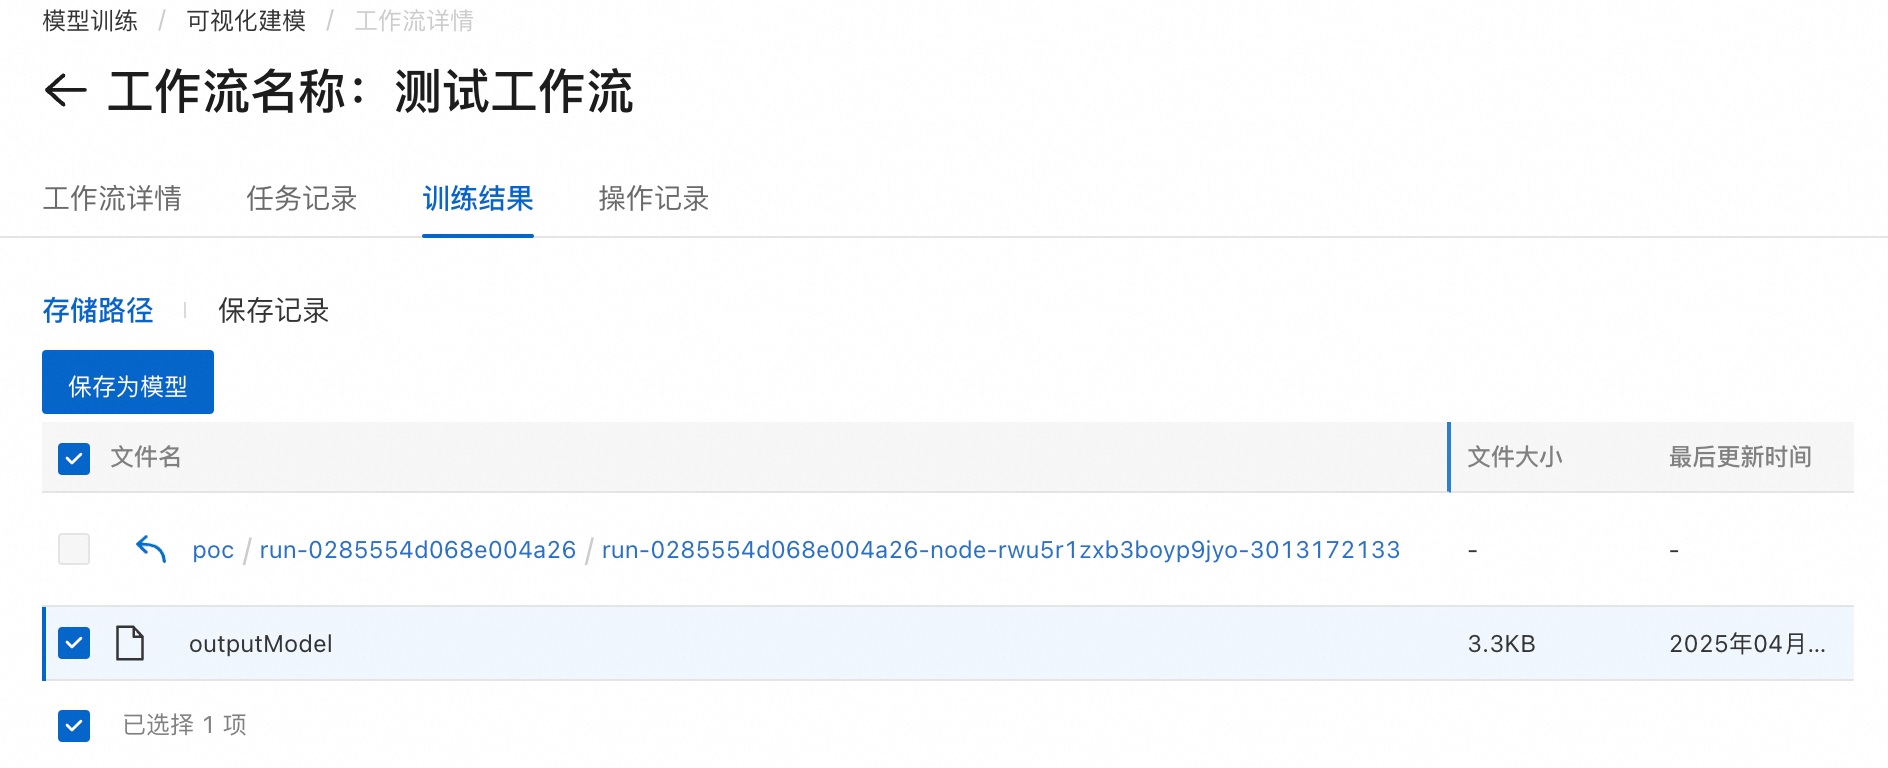 模型训练 / 可视化建模 / 工作流详情
工作流名称：测试工作流
工作流详情 任务记录 训练结果 操作记录
存储路径 保存记录
保存为模型
文件名 文件大小 最后更新时间
poc / run-0285554d068e004a26 / run-0285554d068e004a26-node-rwu5r1zxb3boyp9jyo-3013172133 - -
outputModel 3.3KB 2025年04月...
已选择 1 项